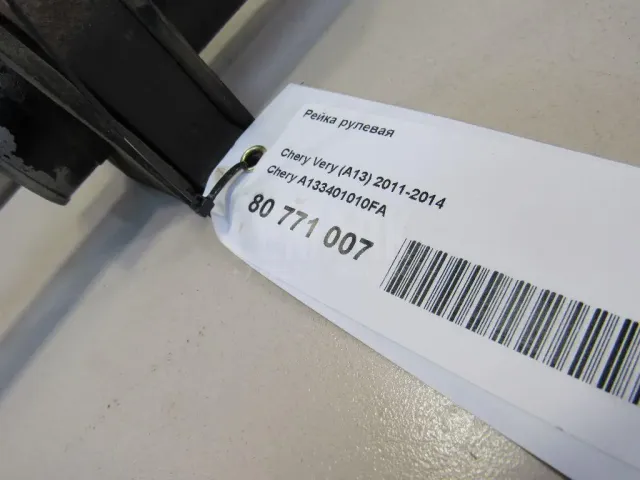 Рейка рулевая
Chery Very (A13) 2011-2014
Chery A133401010FA
80 771 007